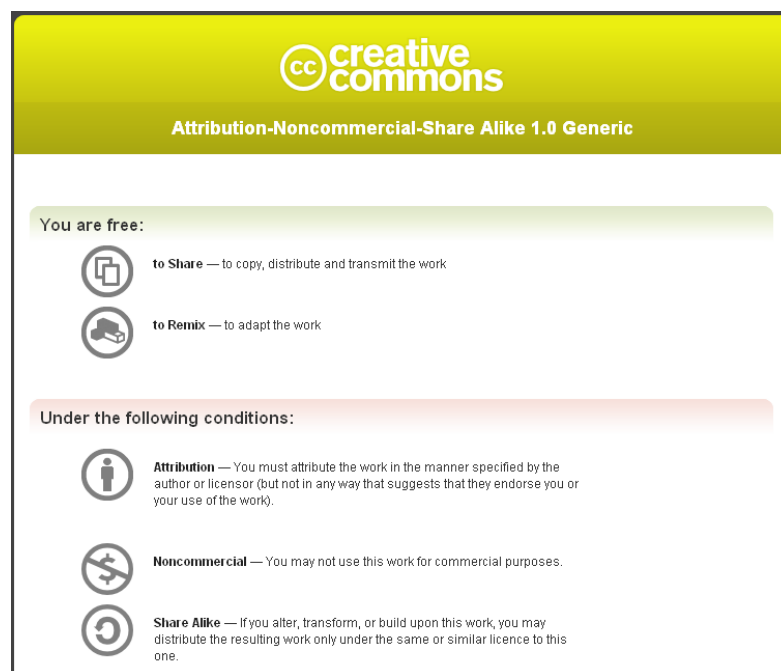 cc creative
commons
Attribution-Noncommercial-Share Alike 1.0 Generic
You are free:
to Share — to copy, distribute and transmit the work
to Remix — to adapt the work
Under the following conditions:
Attribution — You must attribute the work in the manner specified by the
author or licensor (but not in any way that suggests that they endorse you or
your use of the work).
$
Noncommercial — You may not use this work for commercial purposes.
Share Alike — If you alter, transform, or build upon this work, you may
distribute the resulting work only under the same or similar licence to this
one.